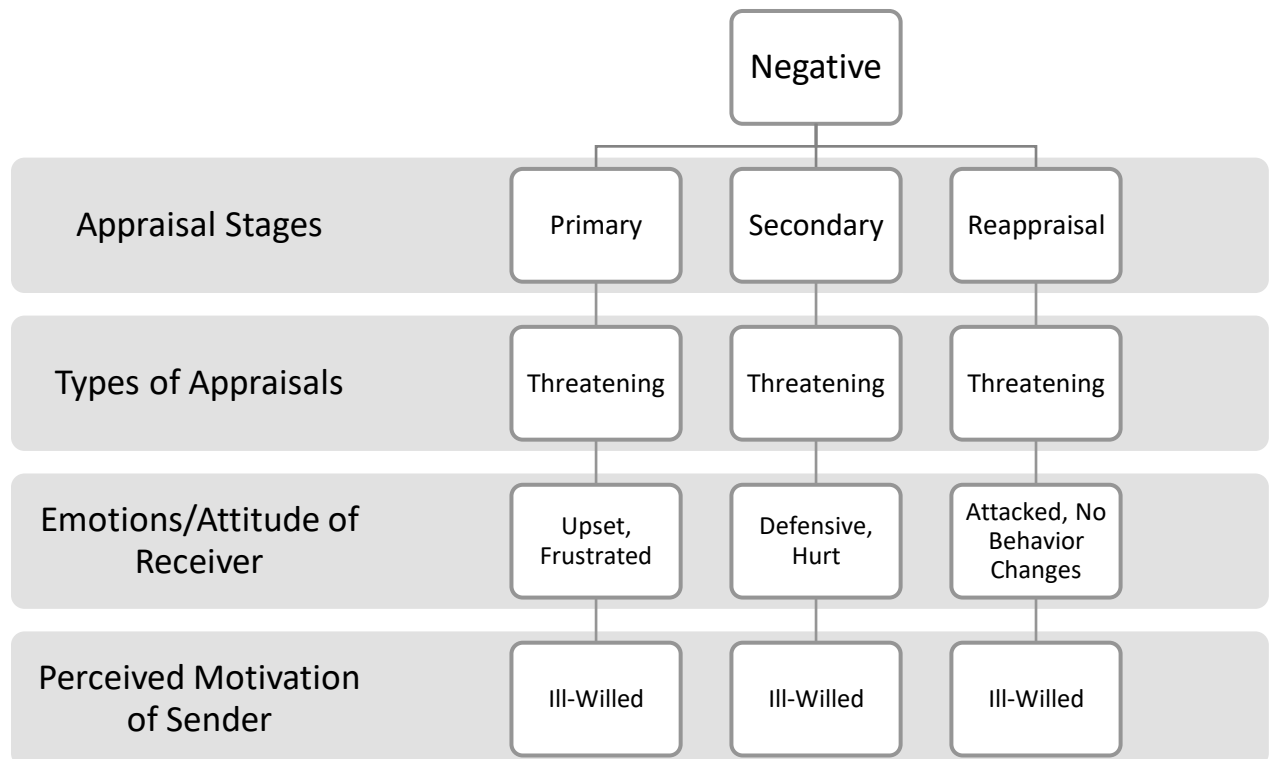 Negative
Appraisal Stages
Primary
Secondary
Reappraisal
Types of Appraisals
Threatening
Threatening
Threatening
Emotions/Attitude of
Receiver
Upset,
Frustrated
Defensive,
Hurt
Attacked, No
Behavior
Changes
Perceived Motivation
of Sender
Ill-Willed
Ill-Willed
Ill-Willed